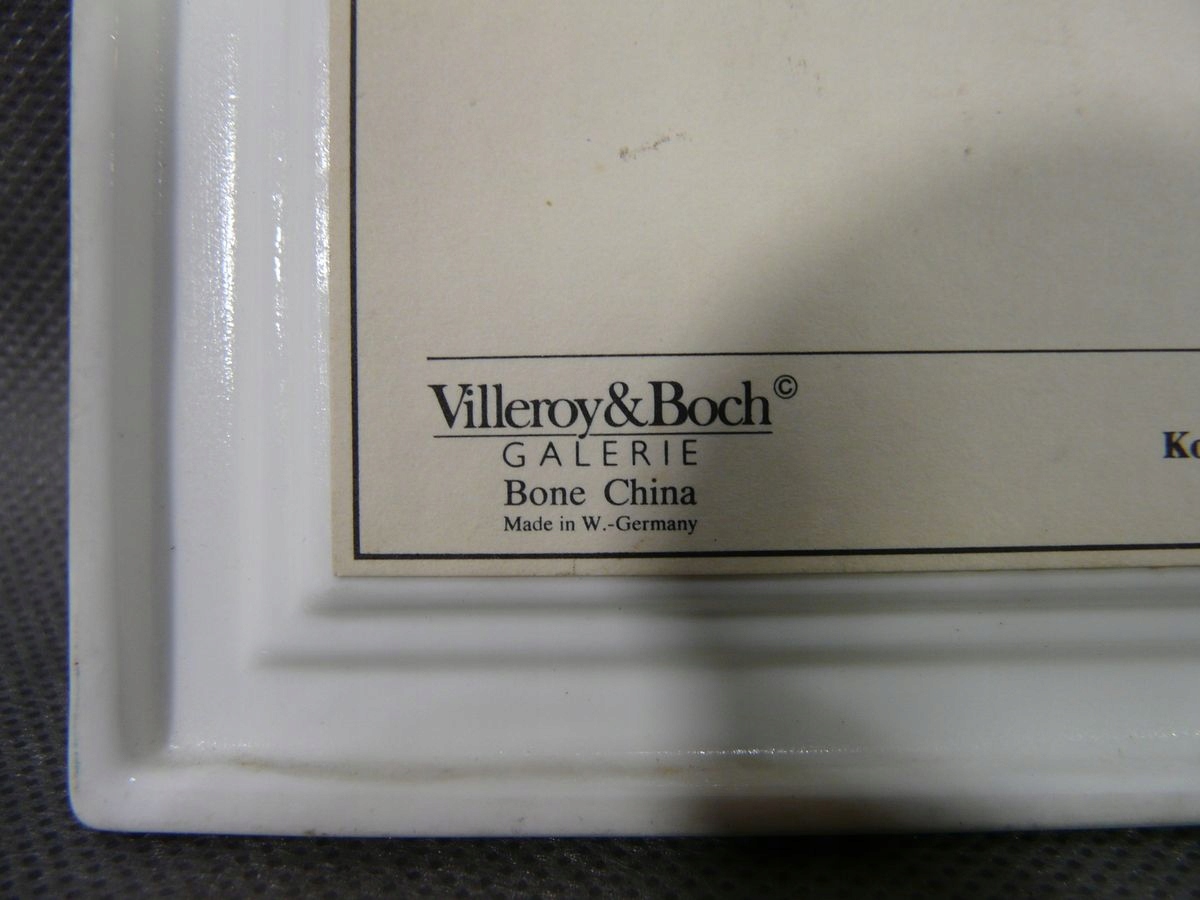 Villeroy&Boch©
GALERIE
Bone China
Made in W.-Germany